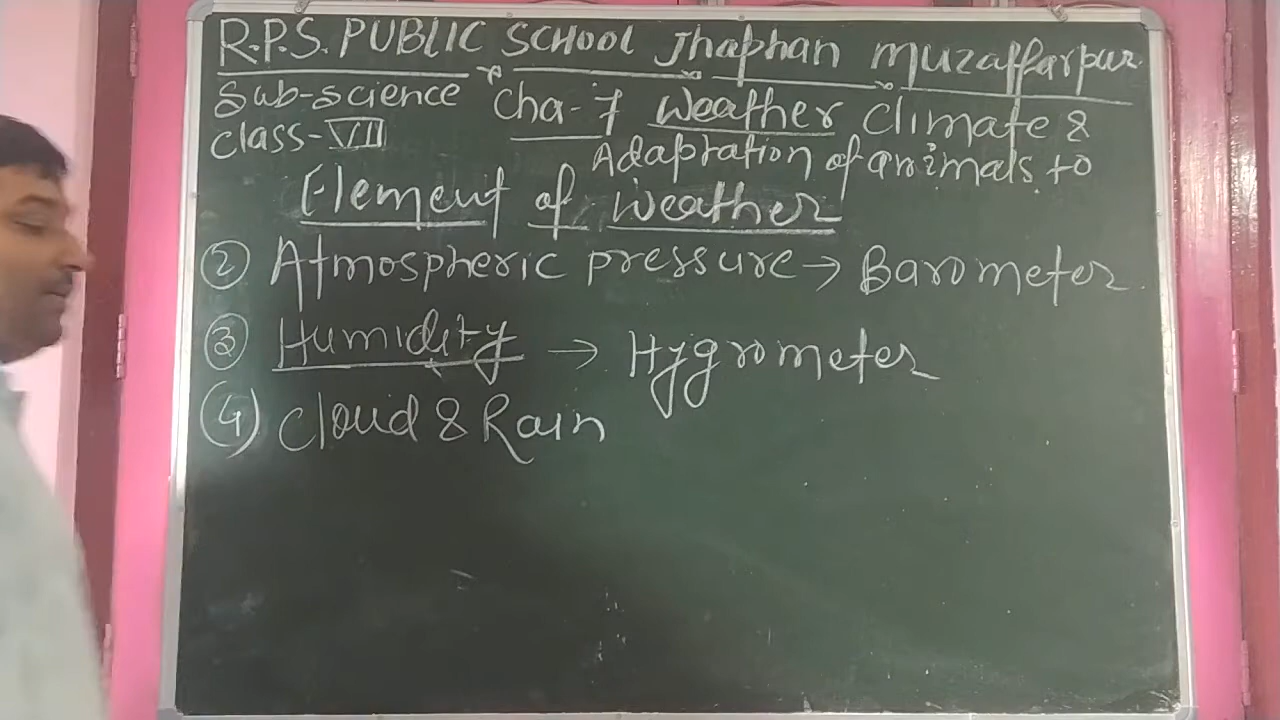 R.P.S. PUBLIC SCHOOL Jhaphan Muzaffarpur
Sub-science Cha-7 Weather Climate &
Class-VII Adaptation of animals to
Element of Weather
② Atmospheric pressure → Barometer
③ Humidity → Hygrometer
④ Cloud & Rain